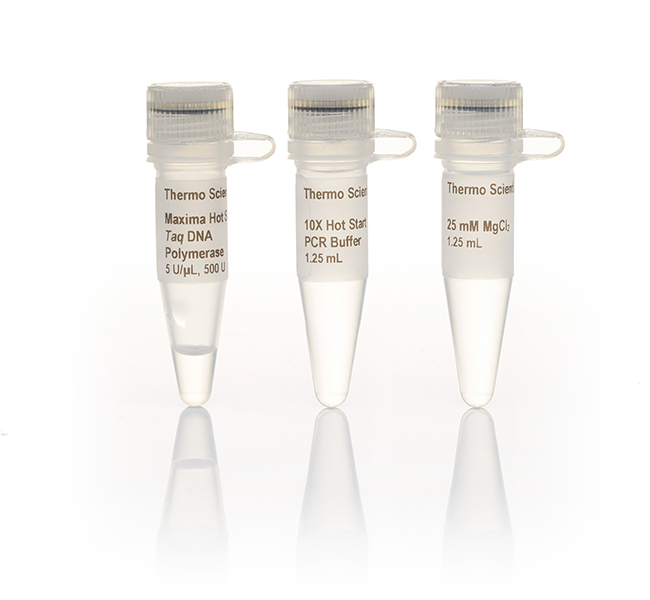 Thermo Scien
Maxima Hot S
Taq DNA
Polymerase
5 U/µL, 500 U
Thermo Scien
10X Hot Start
PCR Buffer
1.25 mL
Thermo Scient
25 mM MgCl₂
1.25 mL